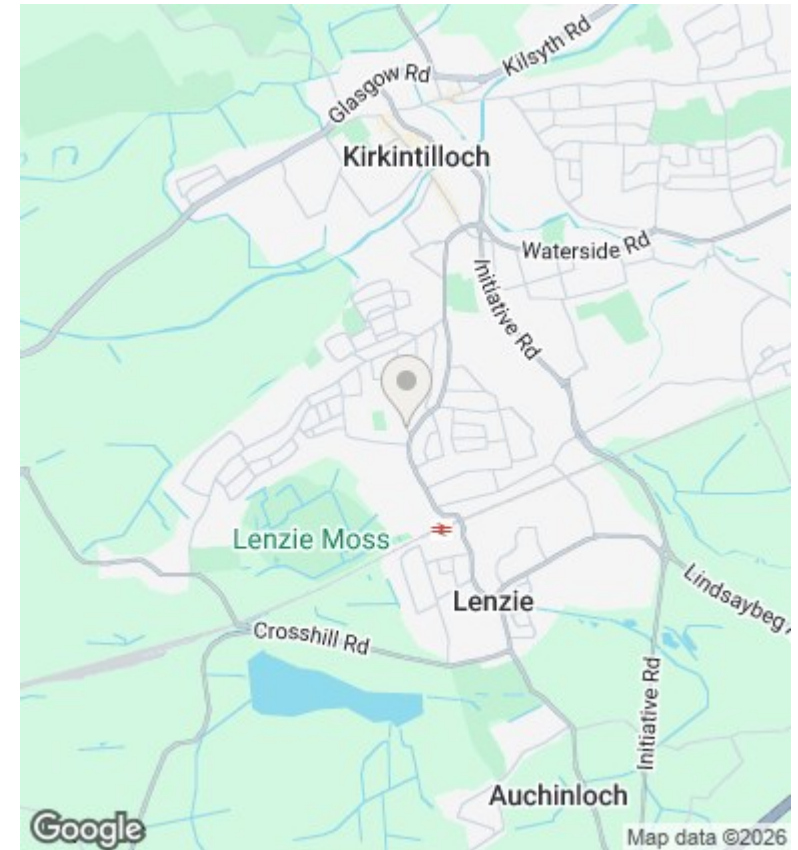 Kilsyth Rd
Glasgow Rd
Kirkintilloch
Waterside Rd
Initiative Rd
Lenzie Moss
Lenzie
Lindsaybeg
Crosshill Rd
Initiative Rd
Auchinloch
Google
Map data ©2026